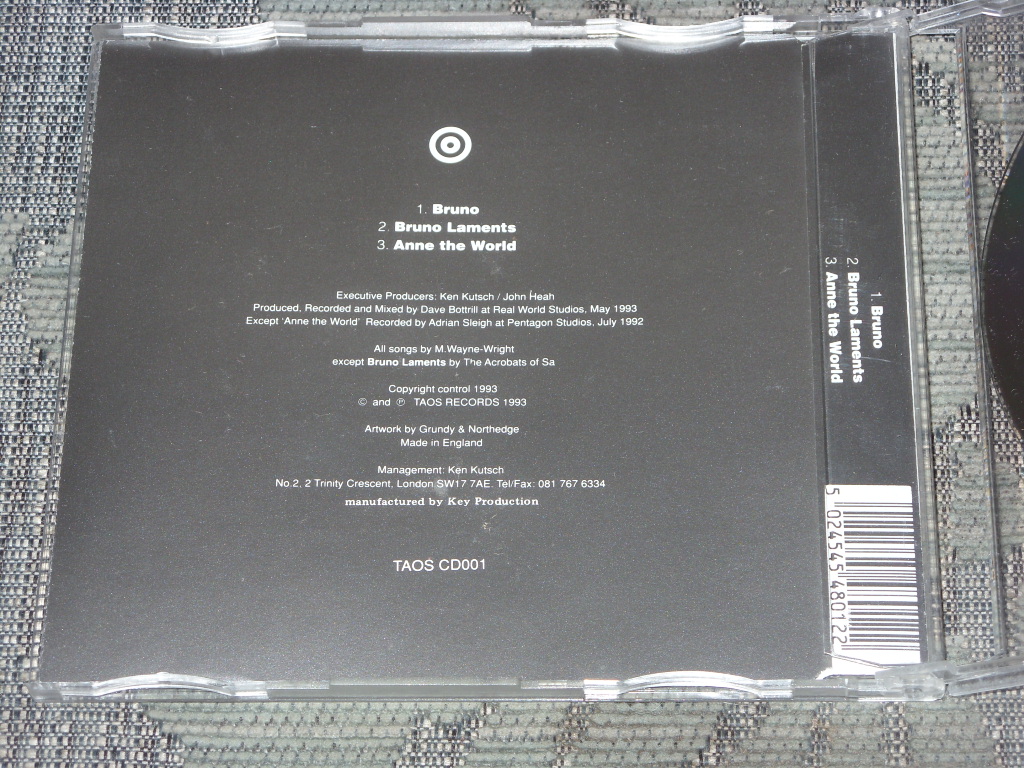 1. Bruno
2. Bruno Laments
3. Anne the World
Executive Producers: Ken Kutsch / John Heah
Produced, Recorded and Mixed by Dave Bottrill at Real World Studios, May 1993
Except 'Anne the World' Recorded by Adrian Sleigh at Pentagon Studios, July 1992
All songs by M.Wayne-Wright
except Bruno Laments by The Acrobats of Sa
Copyright control 1993
© and ℗ TAOS RECORDS 1993
Artwork by Grundy & Northedge
Made in England
Management: Ken Kutsch
No.2, 2 Trinity Crescent, London SW17 7AE. Tel/Fax: 081 767 6334
manufactured by Key Production
TAOS CD001
1. Bruno
2. Bruno Laments
3. Anne the World
5 024545 480122